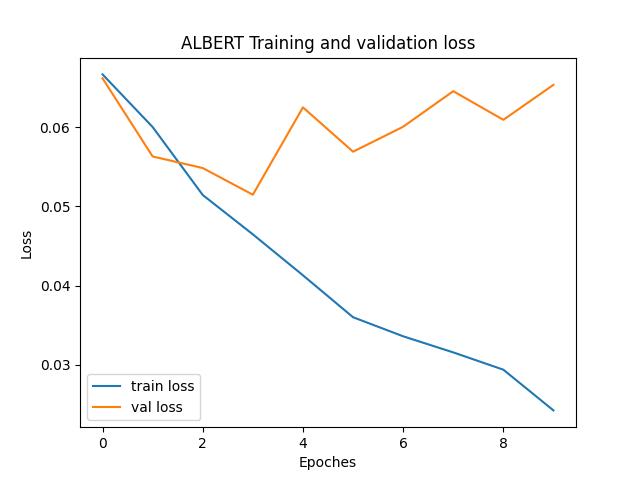 ALBERT Training and validation loss
Loss
0.06
0.05
0.04
0.03
train loss
val loss
0 2 4 6 8
Epoches